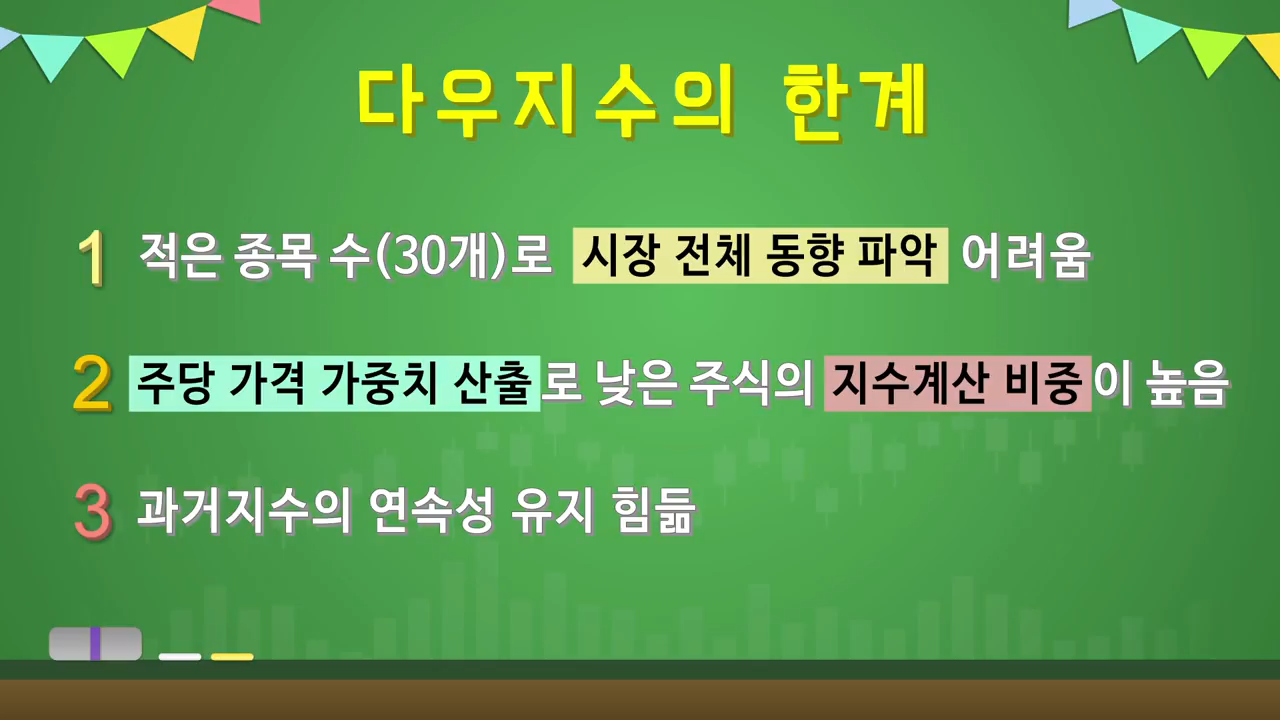 다우지수의 한계
1 적은 종목 수(30개)로 시장 전체 동향 파악 어려움
2 주당 가격 가중치 산출로 낮은 주식의 지수계산 비중이 높음
3 과거지수의 연속성 유지 힘듦